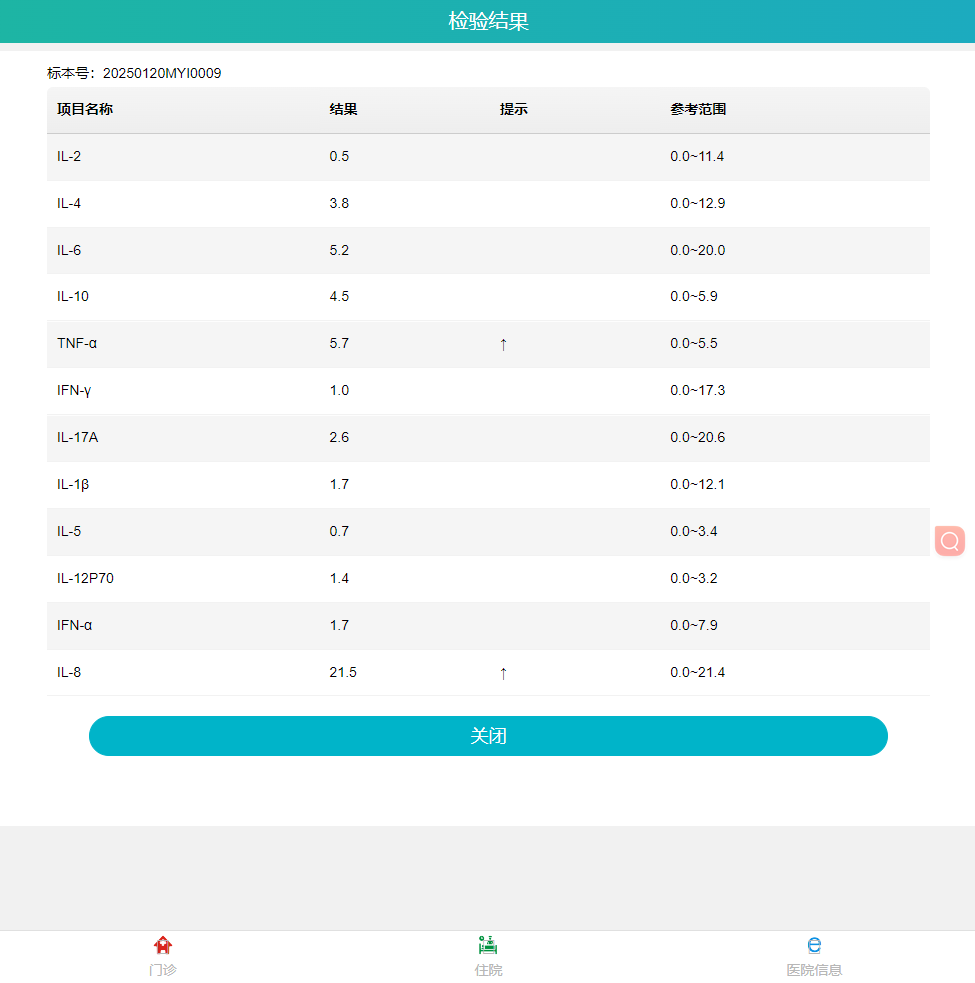 检验结果
标本号：20250120MYI0009
项目名称 结果 提示 参考范围
IL-2 0.5 0.0~11.4
IL-4 3.8 0.0~12.9
IL-6 5.2 0.0~20.0
IL-10 4.5 0.0~5.9
TNF-α 5.7 ↑ 0.0~5.5
IFN-γ 1.0 0.0~17.3
IL-17A 2.6 0.0~20.6
IL-1β 1.7 0.0~12.1
IL-5 0.7 0.0~3.4
IL-12P70 1.4 0.0~3.2
IFN-α 1.7 0.0~7.9
IL-8 21.5 ↑ 0.0~21.4
关闭
门诊 住院 医院信息